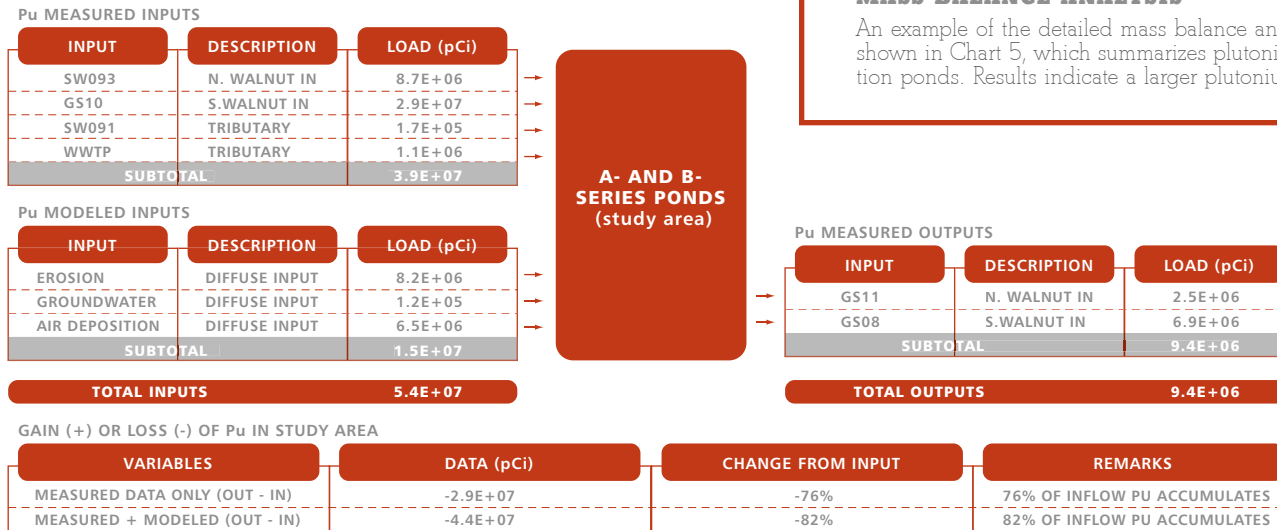 MASS BALANCE ANALYSIS
An example of the detailed mass balance an
shown in Chart 5, which summarizes plutoni
tion ponds. Results indicate a larger plutoniu
Pu MEASURED INPUTS
INPUT DESCRIPTION LOAD (pCi)
SW093 N. WALNUT IN 8.7E+06
GS10 S.WALNUT IN 2.9E+07
SW091 TRIBUTARY 1.7E+05
WWTP TRIBUTARY 1.1E+06
SUBTOTAL 3.9E+07
Pu MODELED INPUTS
INPUT DESCRIPTION LOAD (pCi)
EROSION DIFFUSE INPUT 8.2E+06
GROUNDWATER DIFFUSE INPUT 1.2E+05
AIR DEPOSITION DIFFUSE INPUT 6.5E+06
SUBTOTAL 1.5E+07
TOTAL INPUTS 5.4E+07
A- AND B-
SERIES PONDS
(study area)
Pu MEASURED OUTPUTS
INPUT DESCRIPTION LOAD (pCi)
GS11 N. WALNUT IN 2.5E+06
GS08 S.WALNUT IN 6.9E+06
SUBTOTAL 9.4E+06
TOTAL OUTPUTS 9.4E+06
GAIN (+) OR LOSS (-) OF Pu IN STUDY AREA
VARIABLES DATA (pCi) CHANGE FROM INPUT REMARKS
MEASURED DATA ONLY (OUT - IN) -2.9E+07 -76% 76% OF INFLOW PU ACCUMULATES
MEASURED + MODELED (OUT - IN) -4.4E+07 -82% 82% OF INFLOW PU ACCUMULATES